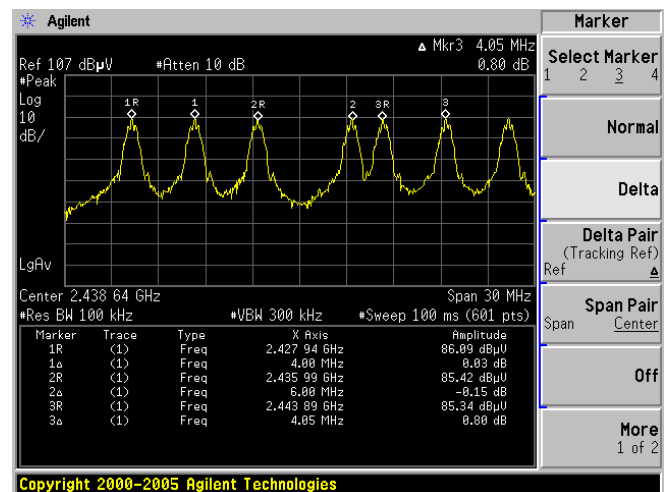 Agilent
Marker
Δ Mkr3 4.05 MHz
Ref 107 dBµV #Atten 10 dB 0.80 dB
#Peak
Log
10
dB/
1R 1 2R 2 3R 3
LgAv
Center 2.438 64 GHz Span 30 MHz
#Res BW 100 kHz #VBW 300 kHz #Sweep 100 ms (601 pts)
Marker Trace Type X Axis Amplitude
1R (1) Freq 2.427 94 GHz 86.09 dBµV
1Δ (1) Freq 4.00 MHz 0.03 dB
2R (1) Freq 2.435 99 GHz 85.42 dBµV
2Δ (1) Freq 6.00 MHz -0.15 dB
3R (1) Freq 2.443 89 GHz 85.34 dBµV
3Δ (1) Freq 4.05 MHz 0.80 dB
Select Marker
1 2 3 4
Normal
Delta
Delta Pair
(Tracking Ref)
Ref Δ
Span Pair
Span Center
Off
More
1 of 2
Copyright 2000-2005 Agilent Technologies